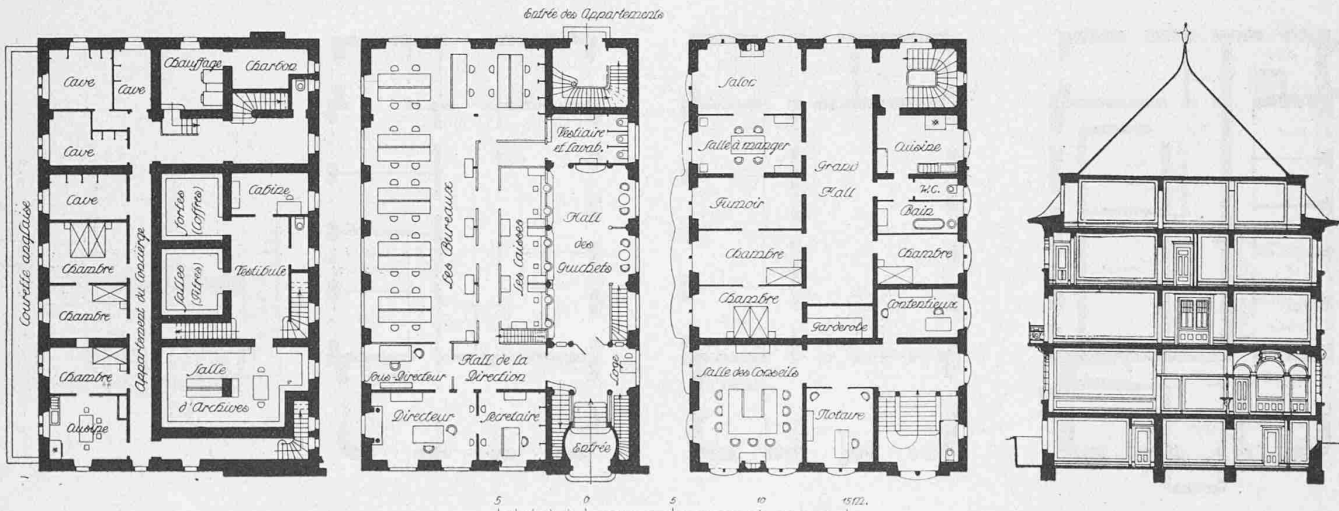 Entrée des Appartements
Cave
Cave
Chauffage
Charbon
Cave
Cave
Chambre
Chambre
Chambre
Cuisine
Courette anglaise
Appartement du Concierge
Salles fortes
(Coffres)
(Titres)
Cabine
Vestibule
Salle
d'Archives
Les Bureaux
Les Caisses
Vestiaire
et Lavab.
Hall
des
Guichets
Sous-Directeur
Hall de la
Direction
Loge
Directeur
Secretaire
Entrée
Salon
Salle à manger
Fumoir
Chambre
Chambre
Grand
Hall
Cuisine
W.C.
Bain
Chambre
Contentieux
Garderobe
Salle des Conseils
Notaire
5 0 5 10 15 m.